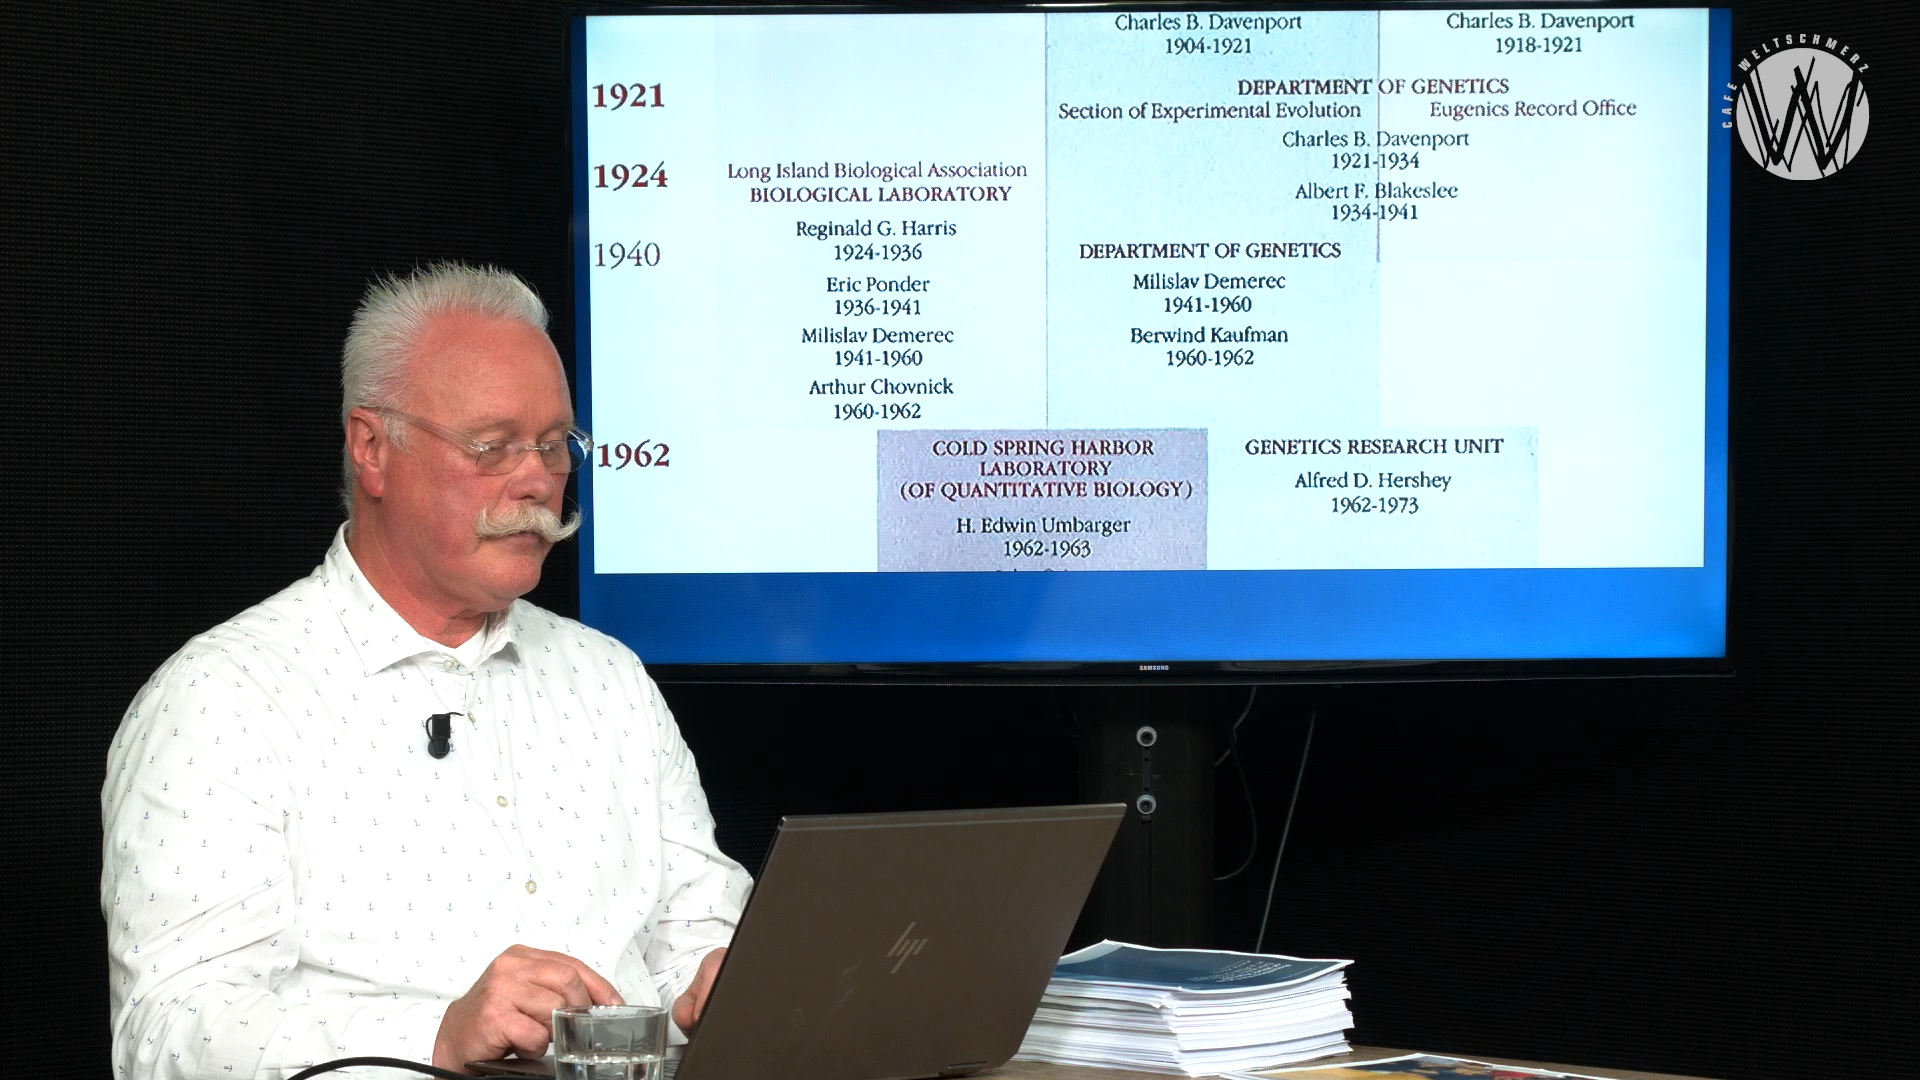 Charles B. Davenport
1904-1921
Charles B. Davenport
1918-1921
1921
DEPARTMENT OF GENETICS
Section of Experimental Evolution
Eugenics Record Office
Charles B. Davenport
1921-1934
Albert F. Blakeslee
1934-1941
1924
Long Island Biological Association
BIOLOGICAL LABORATORY
Reginald G. Harris
1924-1936
Eric Ponder
1936-1941
Milislav Demerec
1941-1960
Arthur Chovnick
1960-1962
1940
DEPARTMENT OF GENETICS
Milislav Demerec
1941-1960
Berwind Kaufman
1960-1962
1962
COLD SPRING HARBOR
LABORATORY
(OF QUANTITATIVE BIOLOGY)
H. Edwin Umbarger
1962-1963
GENETICS RESEARCH UNIT
Alfred D. Hershey
1962-1973
CAFE WELTSCHMERZ
SAMSUNG
hp